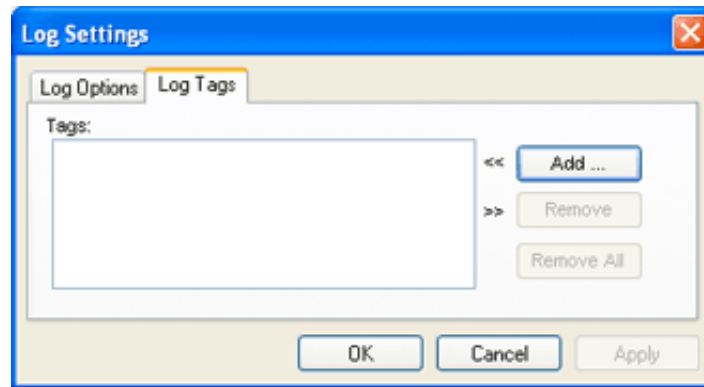 Log Settings
Log Options Log Tags
Tags:
<< Add ...
>> Remove
Remove All
OK Cancel Apply